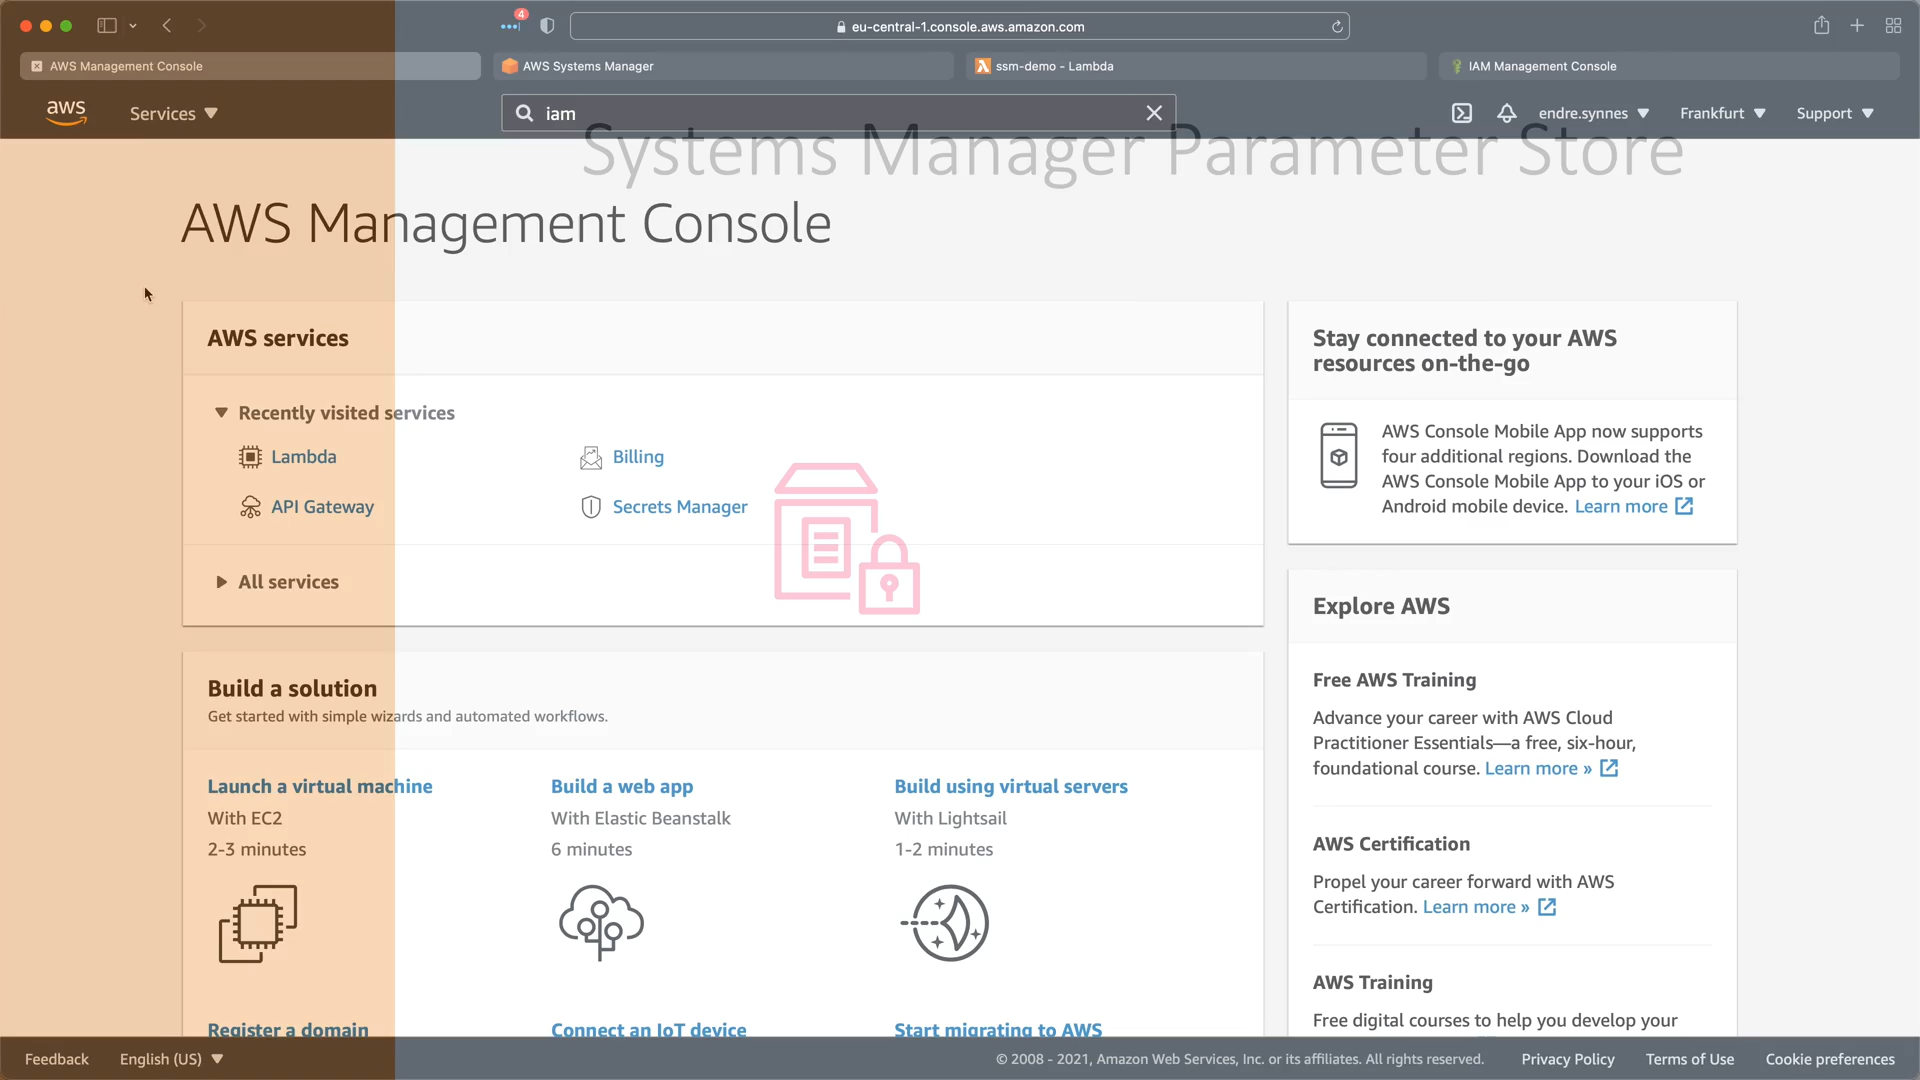 4
eu-central-1.console.aws.amazon.com
AWS Management Console
AWS Systems Manager
ssm-demo - Lambda
IAM Management Console
aws
Services
iam
endre.synnes
Frankfurt
Support
Systems Manager Parameter Store
AWS Management Console
AWS services
Recently visited services
Lambda
Billing
API Gateway
Secrets Manager
All services
Build a solution
Get started with simple wizards and automated workflows.
Launch a virtual machine
With EC2
2-3 minutes
Build a web app
With Elastic Beanstalk
6 minutes
Build using virtual servers
With Lightsail
1-2 minutes
Register a domain
Connect an IoT device
Start migrating to AWS
Stay connected to your AWS
resources on-the-go
AWS Console Mobile App now supports
four additional regions. Download the
AWS Console Mobile App to your iOS or
Android mobile device. Learn more
Explore AWS
Free AWS Training
Advance your career with AWS Cloud
Practitioner Essentials—a free, six-hour,
foundational course. Learn more »
AWS Certification
Propel your career forward with AWS
Certification. Learn more »
AWS Training
Free digital courses to help you develop your
Feedback
English (US)
© 2008 - 2021, Amazon Web Services, Inc. or its affiliates. All rights reserved.
Privacy Policy
Terms of Use
Cookie preferences